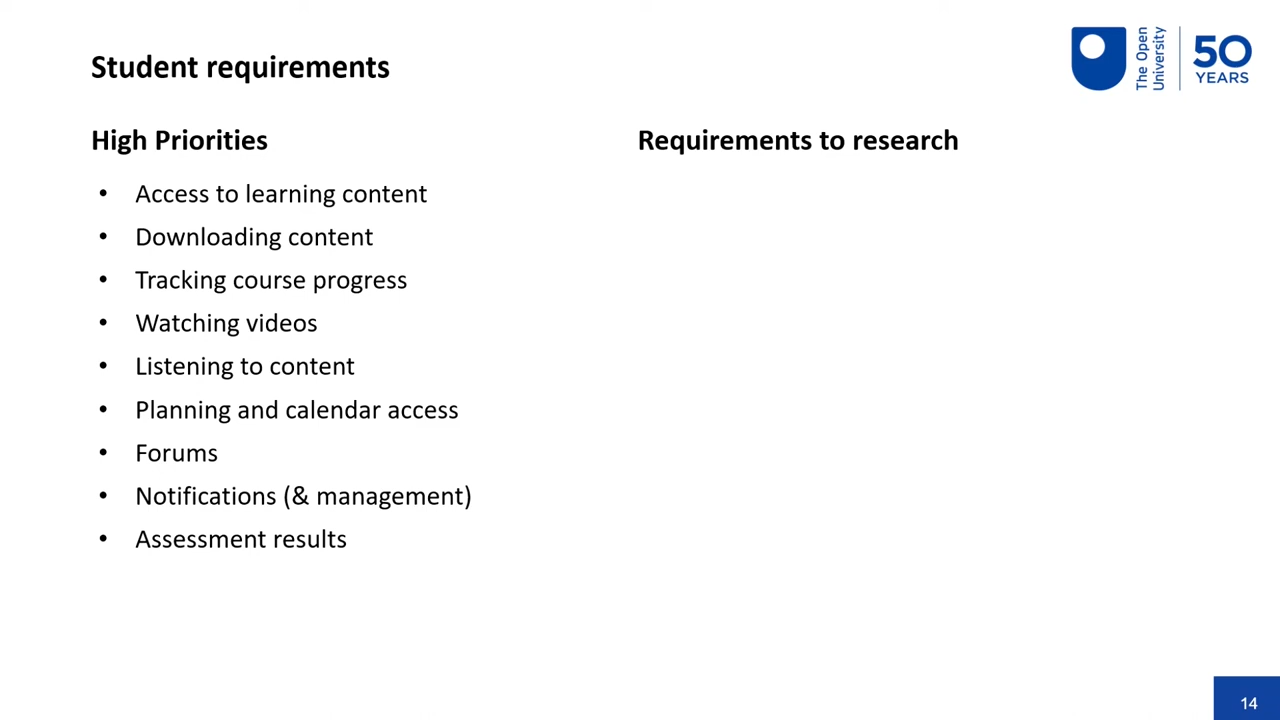 Student requirements
The Open
University
50
YEARS
High Priorities
• Access to learning content
• Downloading content
• Tracking course progress
• Watching videos
• Listening to content
• Planning and calendar access
• Forums
• Notifications (& management)
• Assessment results
Requirements to research
14